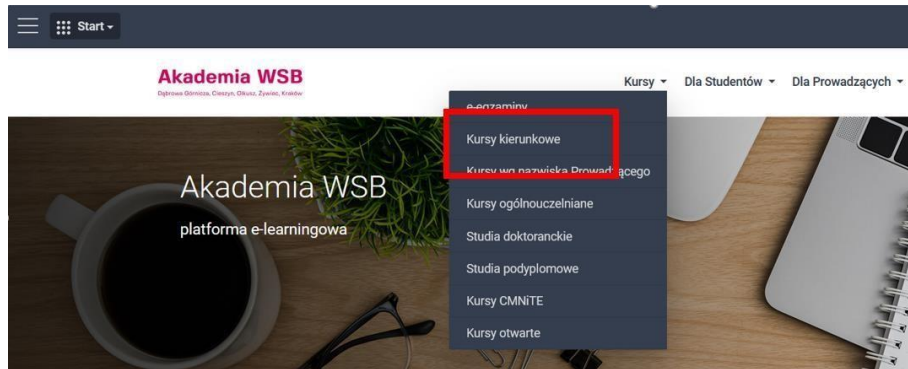 Start
Akademia WSB
Dąbrowa Górnicza, Cieszyn, Olkusz, Żywiec, Kraków
Kursy
Dla Studentów
Dla Prowadzących
e-egzaminy
Kursy kierunkowe
Kursy wg nazwiska Prowadzącego
Kursy ogólnouczelniane
Studia doktoranckie
Studia podyplomowe
Kursy CMNiTE
Kursy otwarte
Akademia WSB
platforma e-learningowa